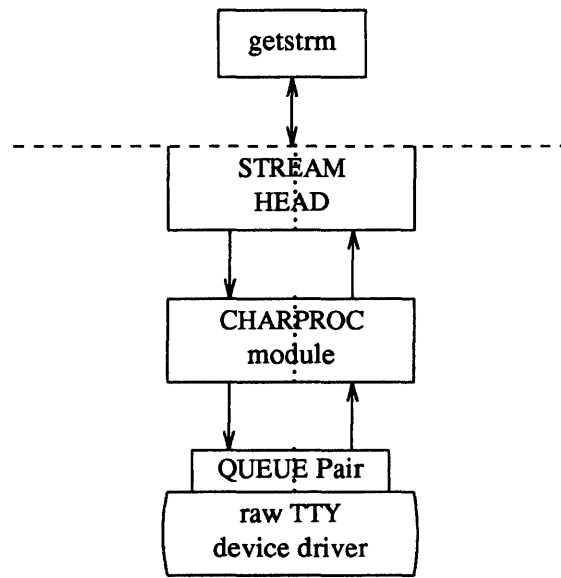 getstrm
STREAM
HEAD
CHARPROC
module
QUEUE Pair
raw TTY
device driver